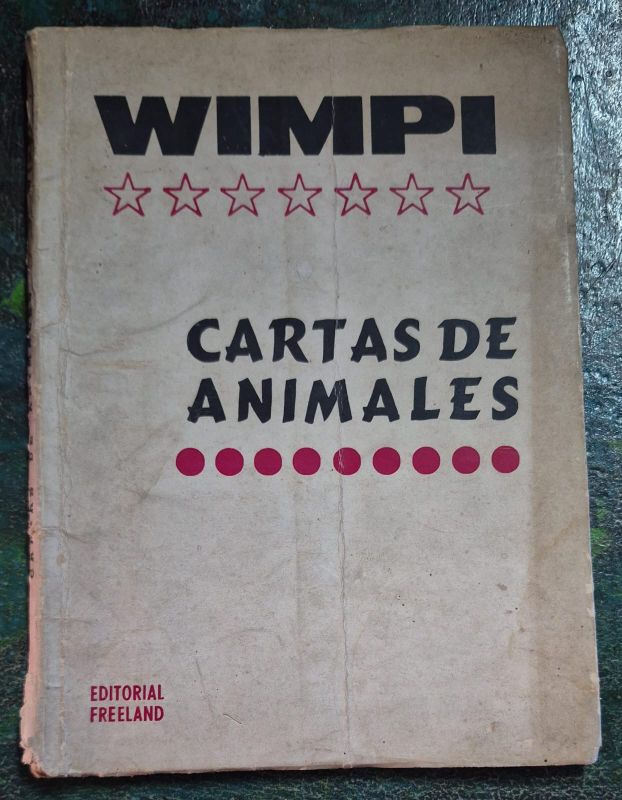 WIMPI
CARTAS DE
ANIMALES
EDITORIAL
FREELAND